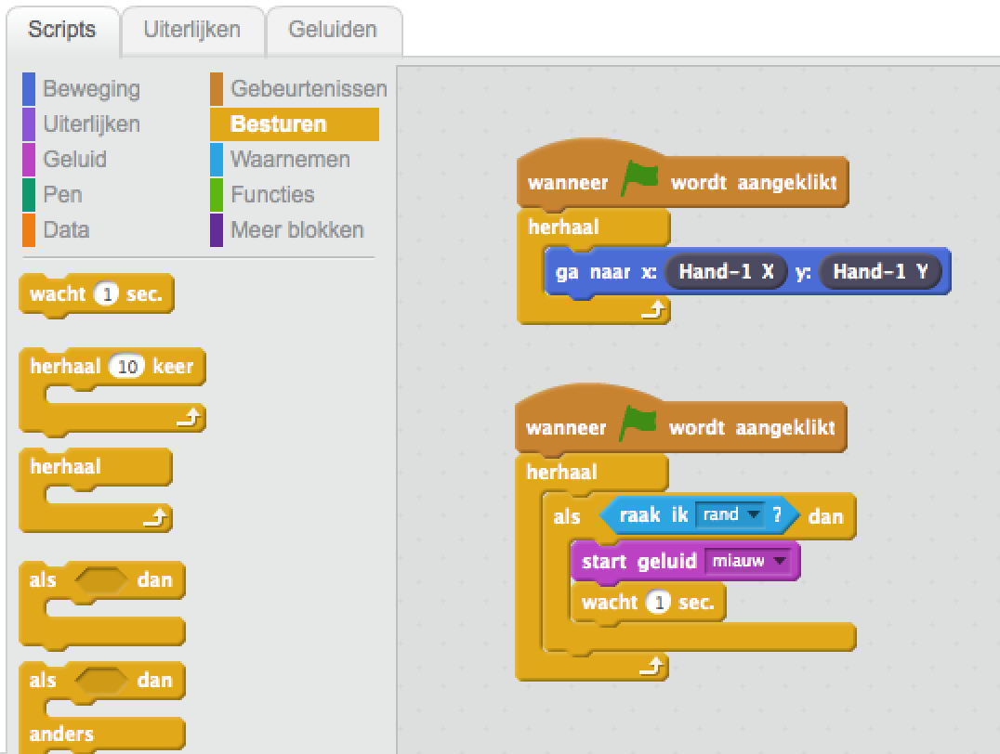 Scripts Uiterlijken Geluiden
Beweging
Uiterlijken
Geluid
Pen
Data
Gebeurtenissen
Besturen
Waarnemen
Functies
Meer blokken
wacht 1 sec.
herhaal 10 keer
herhaal
als dan
als dan
anders
wanneer wordt aangeklikt
herhaal
ga naar x: Hand-1 X y: Hand-1 Y
wanneer wordt aangeklikt
herhaal
als raak ik rand ? dan
start geluid miauw
wacht 1 sec.